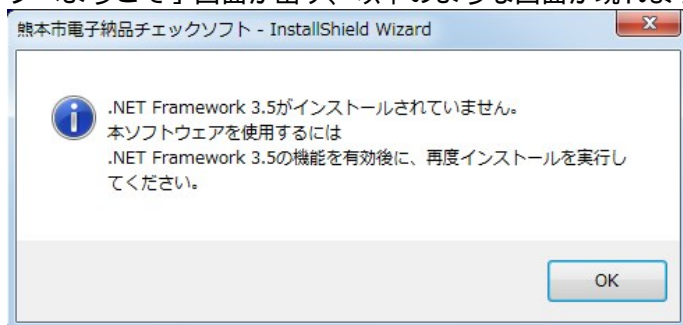 熊本市電子納品チェックソフト - InstallShield Wizard
.NET Framework 3.5がインストールされていません。
本ソフトウェアを使用するには
.NET Framework 3.5の機能を有効後に、再度インストールを実行し
てください。
OK